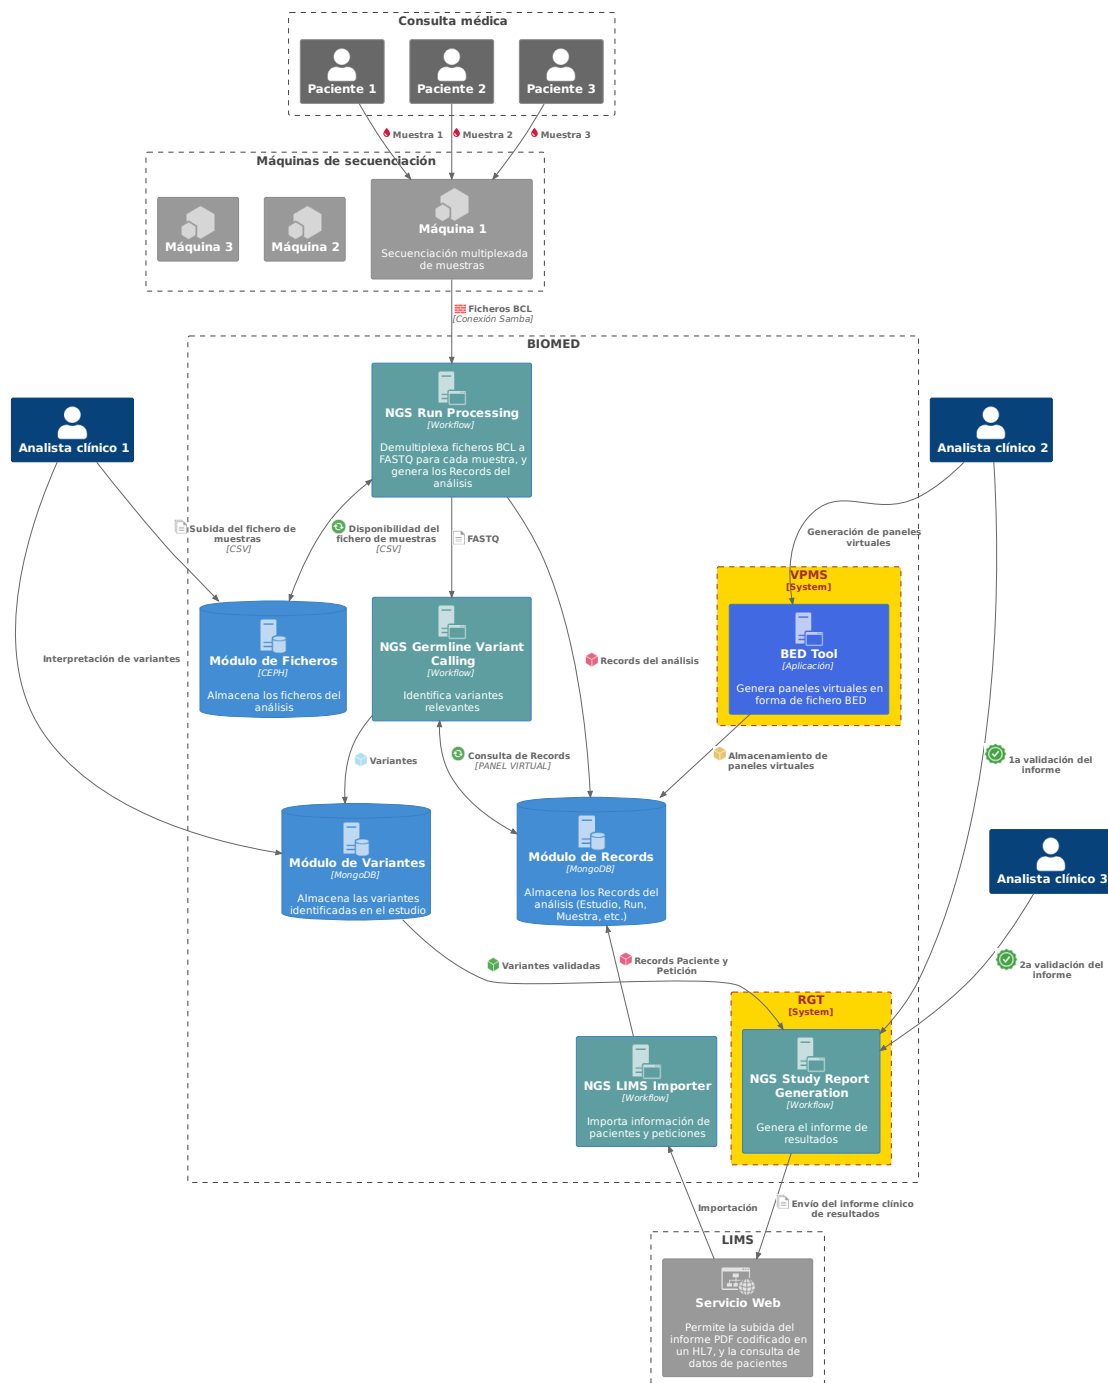 Consulta médica
Paciente 1
Paciente 2
Paciente 3
Muestra 1
Muestra 2
Muestra 3
Máquinas de secuenciación
Máquina 3
Máquina 2
Máquina 1
Secuenciación multiplexada
de muestras
Ficheros BCL
[Conexión Samba]
BIOMED
NGS Run Processing
[Workflow]
Demultiplexa ficheros BCL a
FASTQ para cada muestra, y
genera los Records del
análisis
Analista clínico 1
Analista clínico 2
Subida del fichero de
muestras
[CSV]
Disponibilidad del
fichero de muestras
[CSV]
FASTQ
Generación de paneles
virtuales
VPMS
[System]
BED Tool
[Aplicación]
Genera paneles virtuales en
forma de fichero BED
Módulo de Ficheros
[CEPH]
Almacena los ficheros del
análisis
NGS Germline Variant
Calling
[Workflow]
Identifica variantes
relevantes
Interpretación de variantes
Records del análisis
Variantes
Consulta de Records
[PANEL VIRTUAL]
Almacenamiento de
paneles virtuales
1a validación del
informe
Módulo de Variantes
[MongoDB]
Almacena las variantes
identificadas en el estudio
Módulo de Records
[MongoDB]
Almacena los Records del
análisis (Estudio, Run,
Muestra, etc.)
Analista clínico 3
Variantes validadas
Records Paciente y
Petición
2a validación del
informe
RGT
[System]
NGS Study Report
Generation
[Workflow]
Genera el informe de
resultados
NGS LIMS Importer
[Workflow]
Importa información de
pacientes y peticiones
Importación
Envío del informe clínico
de resultados
LIMS
Servicio Web
Permite la subida del
informe PDF codificado en
un HL7, y la consulta de
datos de pacientes